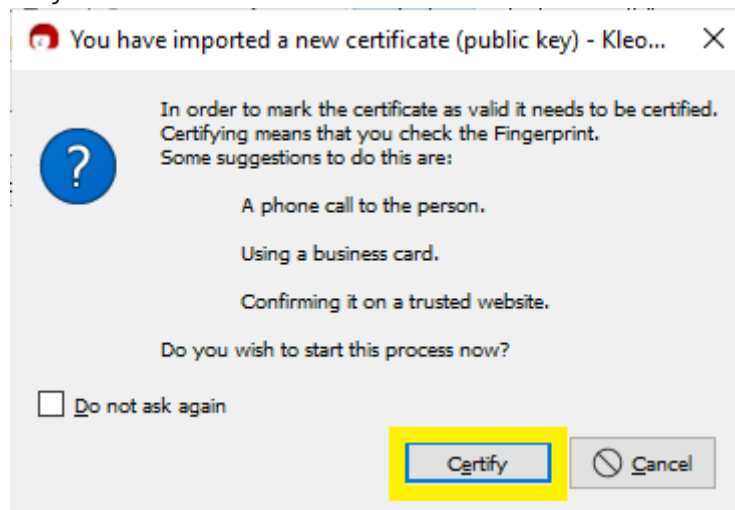 You have imported a new certificate (public key) - Kleo...
In order to mark the certificate as valid it needs to be certified.
Certifying means that you check the Fingerprint.
Some suggestions to do this are:
A phone call to the person.
Using a business card.
Confirming it on a trusted website.
Do you wish to start this process now?
Do not ask again
Certify
Cancel